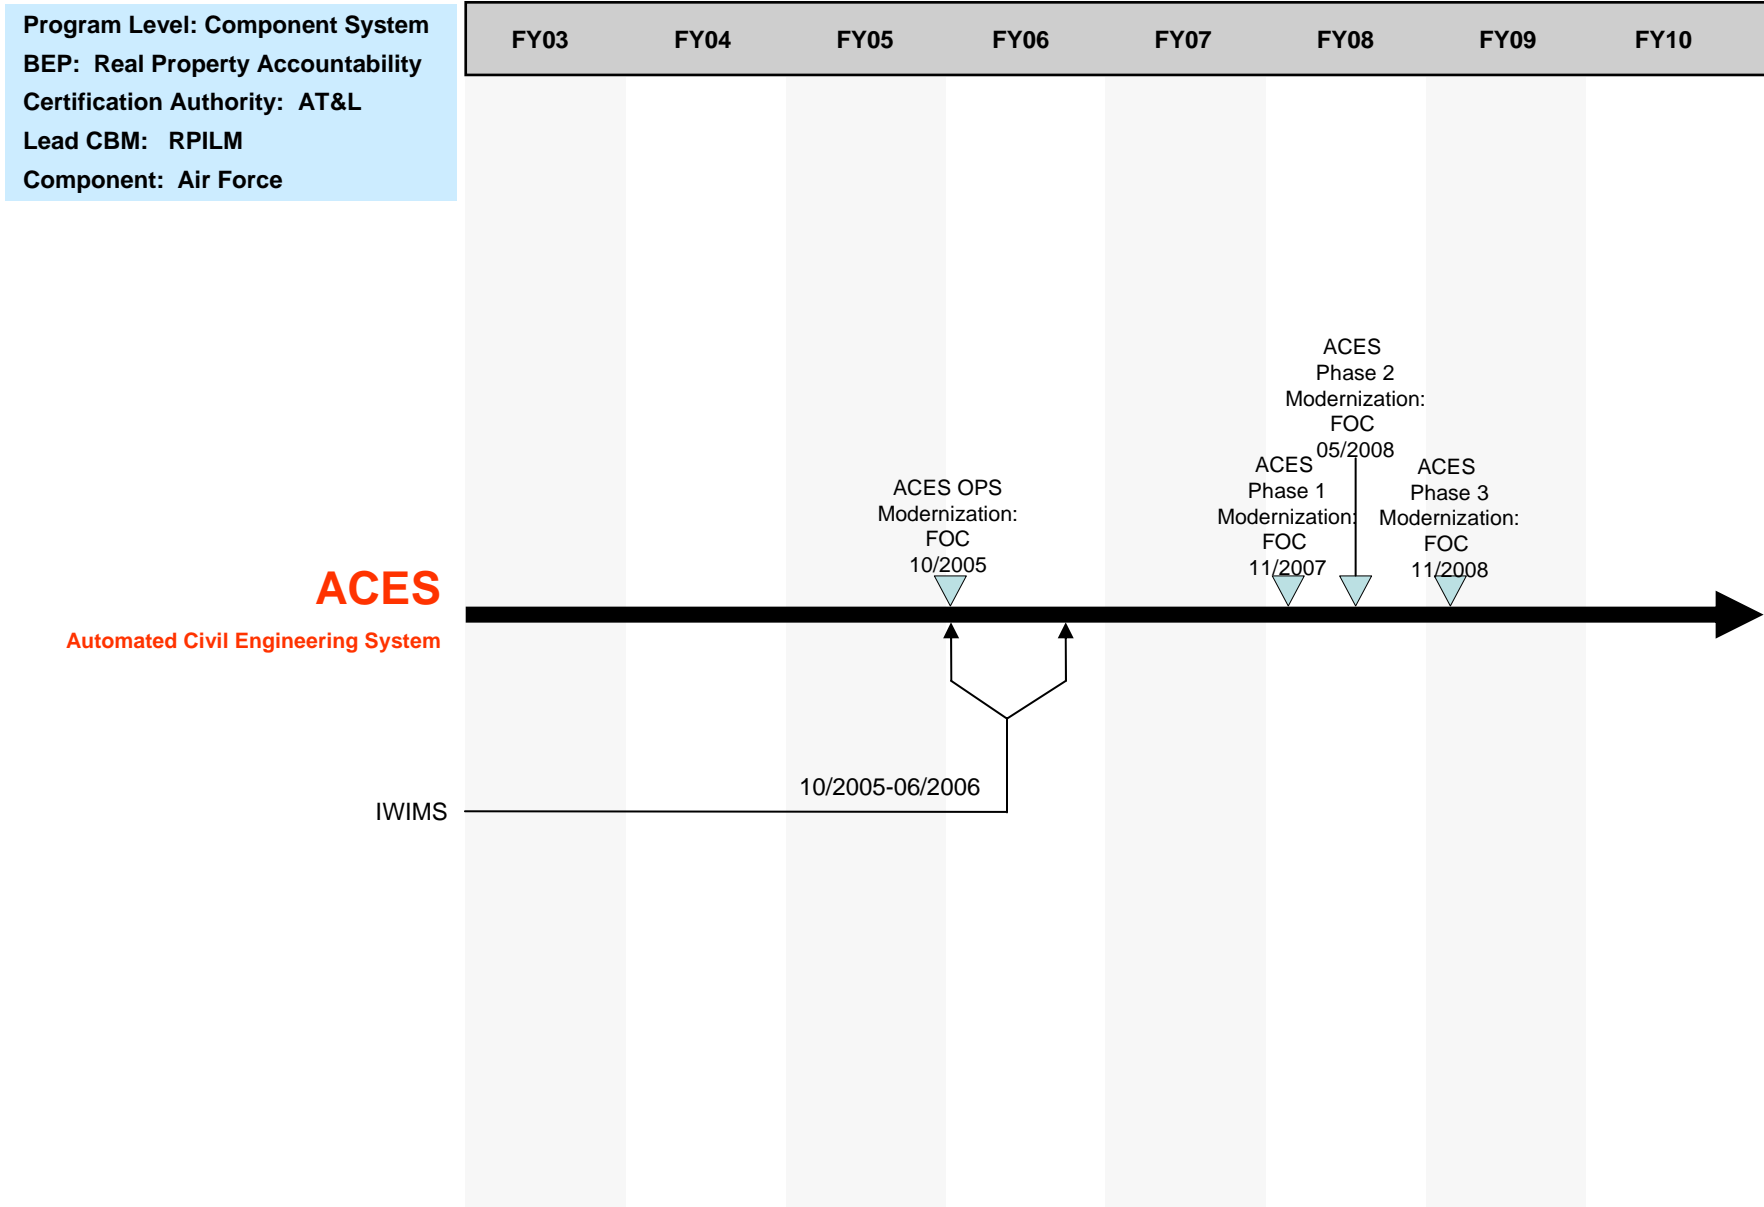 Program Level: Component System
BEP: Real Property Accountability
Certification Authority: AT&L
Lead CBM: RPILM
Component: Air Force
FY03 FY04 FY05 FY06 FY07 FY08 FY09 FY10
ACES
Phase 2
Modernization:
FOC
05/2008
ACES OPS
Modernization:
FOC
10/2005
ACES
Phase 1
Modernization:
FOC
11/2007
ACES
Phase 3
Modernization:
FOC
11/2008
ACES
Automated Civil Engineering System
10/2005-06/2006
IWIMS